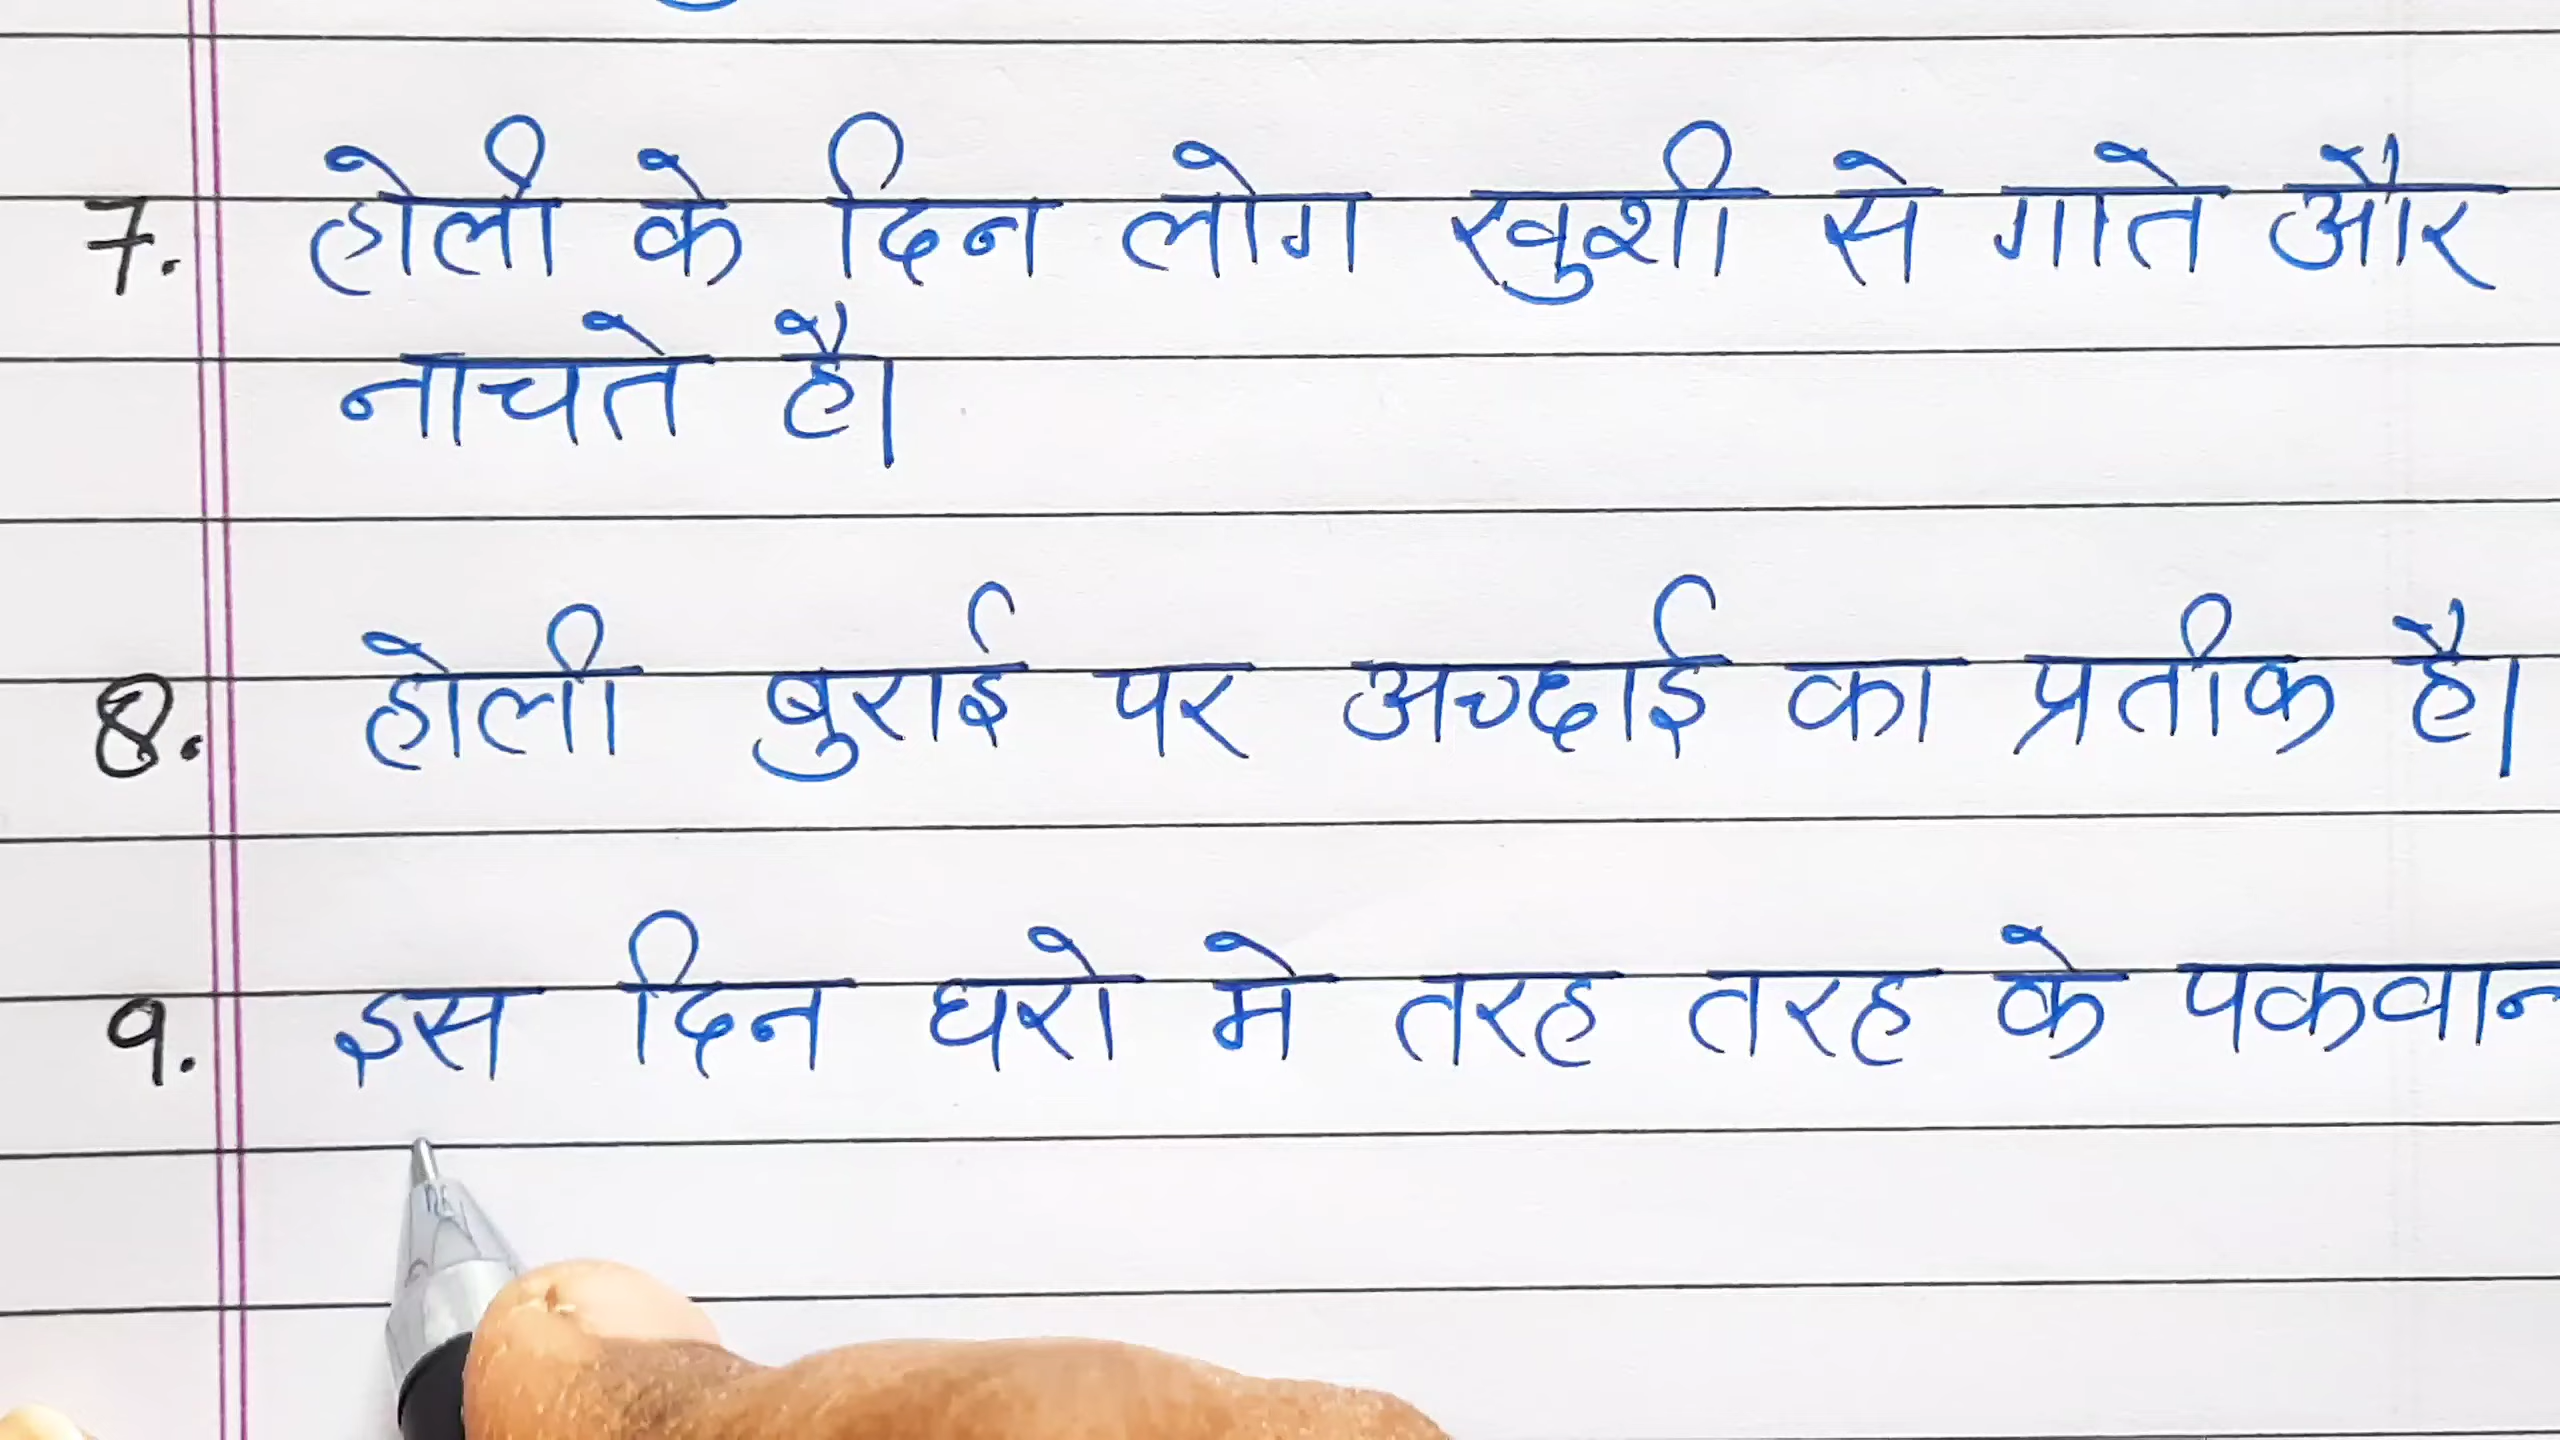 7. होली के दिन लोग खुशी से गाते और
नाचते है।
8. होली बुराई पर अच्छाई का प्रतीक है।
9. इस दिन घरो मे तरह तरह के पकवान